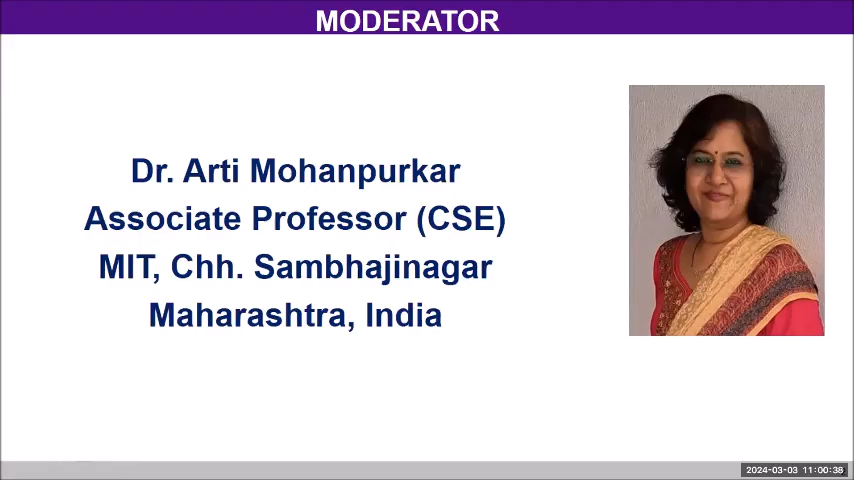 MODERATOR
Dr. Arti Mohanpurkar
Associate Professor (CSE)
MIT, Chh. Sambhajinagar
Maharashtra, India
2024-03-03 11:00:38